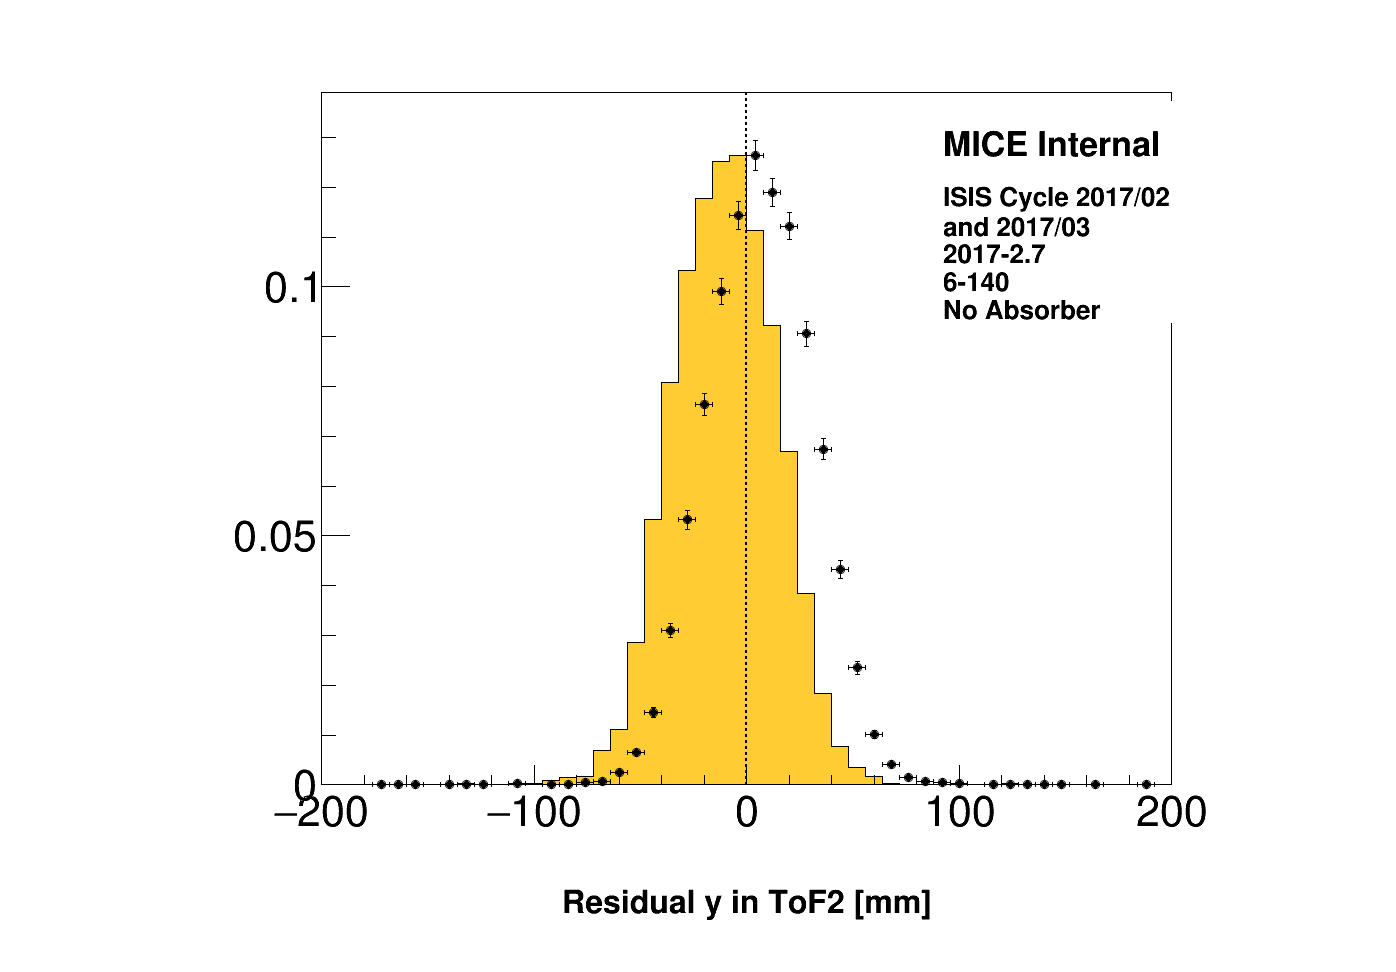 MICE Internal
ISIS Cycle 2017/02
and 2017/03
2017-2.7
6-140
No Absorber
0.1
0.05
0
−200 −100 0 100 200
Residual y in ToF2 [mm]